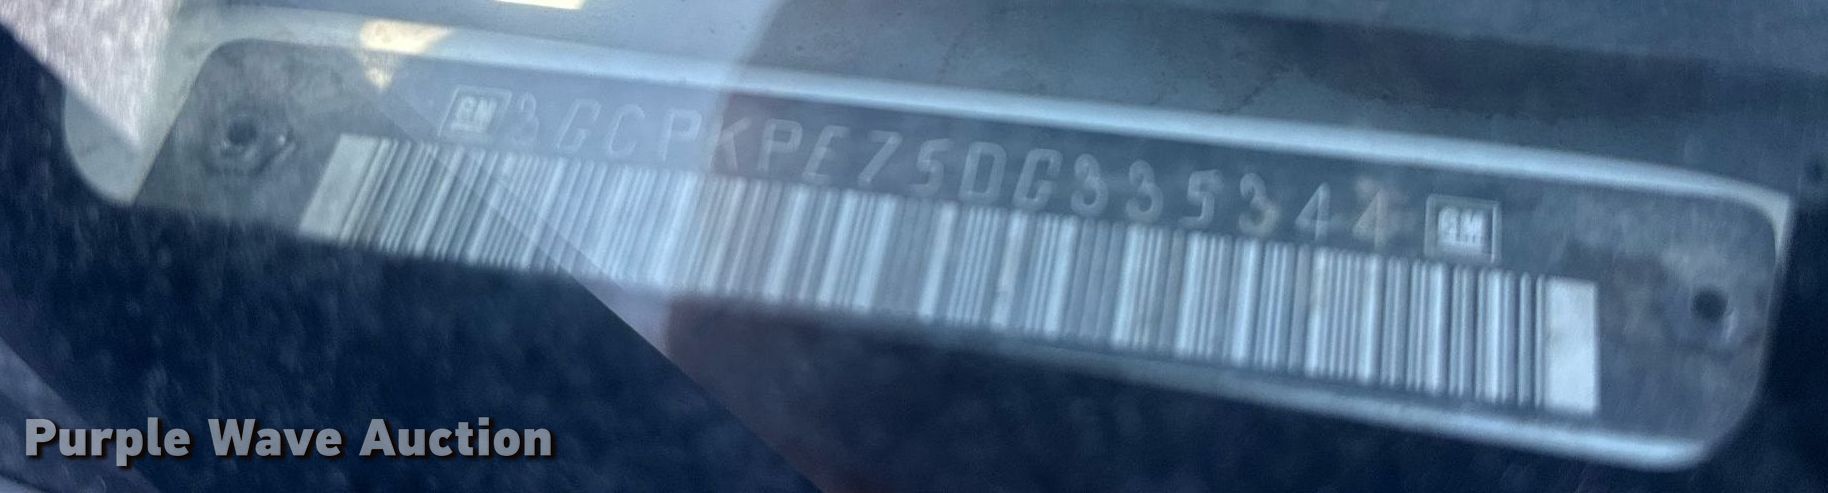 GM 3GCPKPE75DG335344 GM
Purple Wave Auction